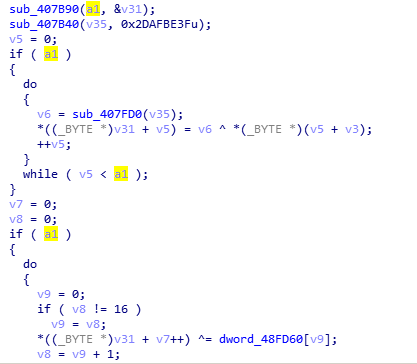 sub_407B90(a1, &v31);
sub_407B40(v35, 0x2DAFBE3Fu);
v5 = 0;
if ( a1 )
{
do
{
v6 = sub_407FD0(v35);
*((_BYTE *)v31 + v5) = v6 ^ *(_BYTE *)(v5 + v3);
++v5;
}
while ( v5 < a1 );
}
v7 = 0;
v8 = 0;
if ( a1 )
{
do
{
v9 = 0;
if ( v8 != 16 )
v9 = v8;
*((_BYTE *)v31 + v7++) ^= dword_48FD60[v9];
v8 = v9 + 1;